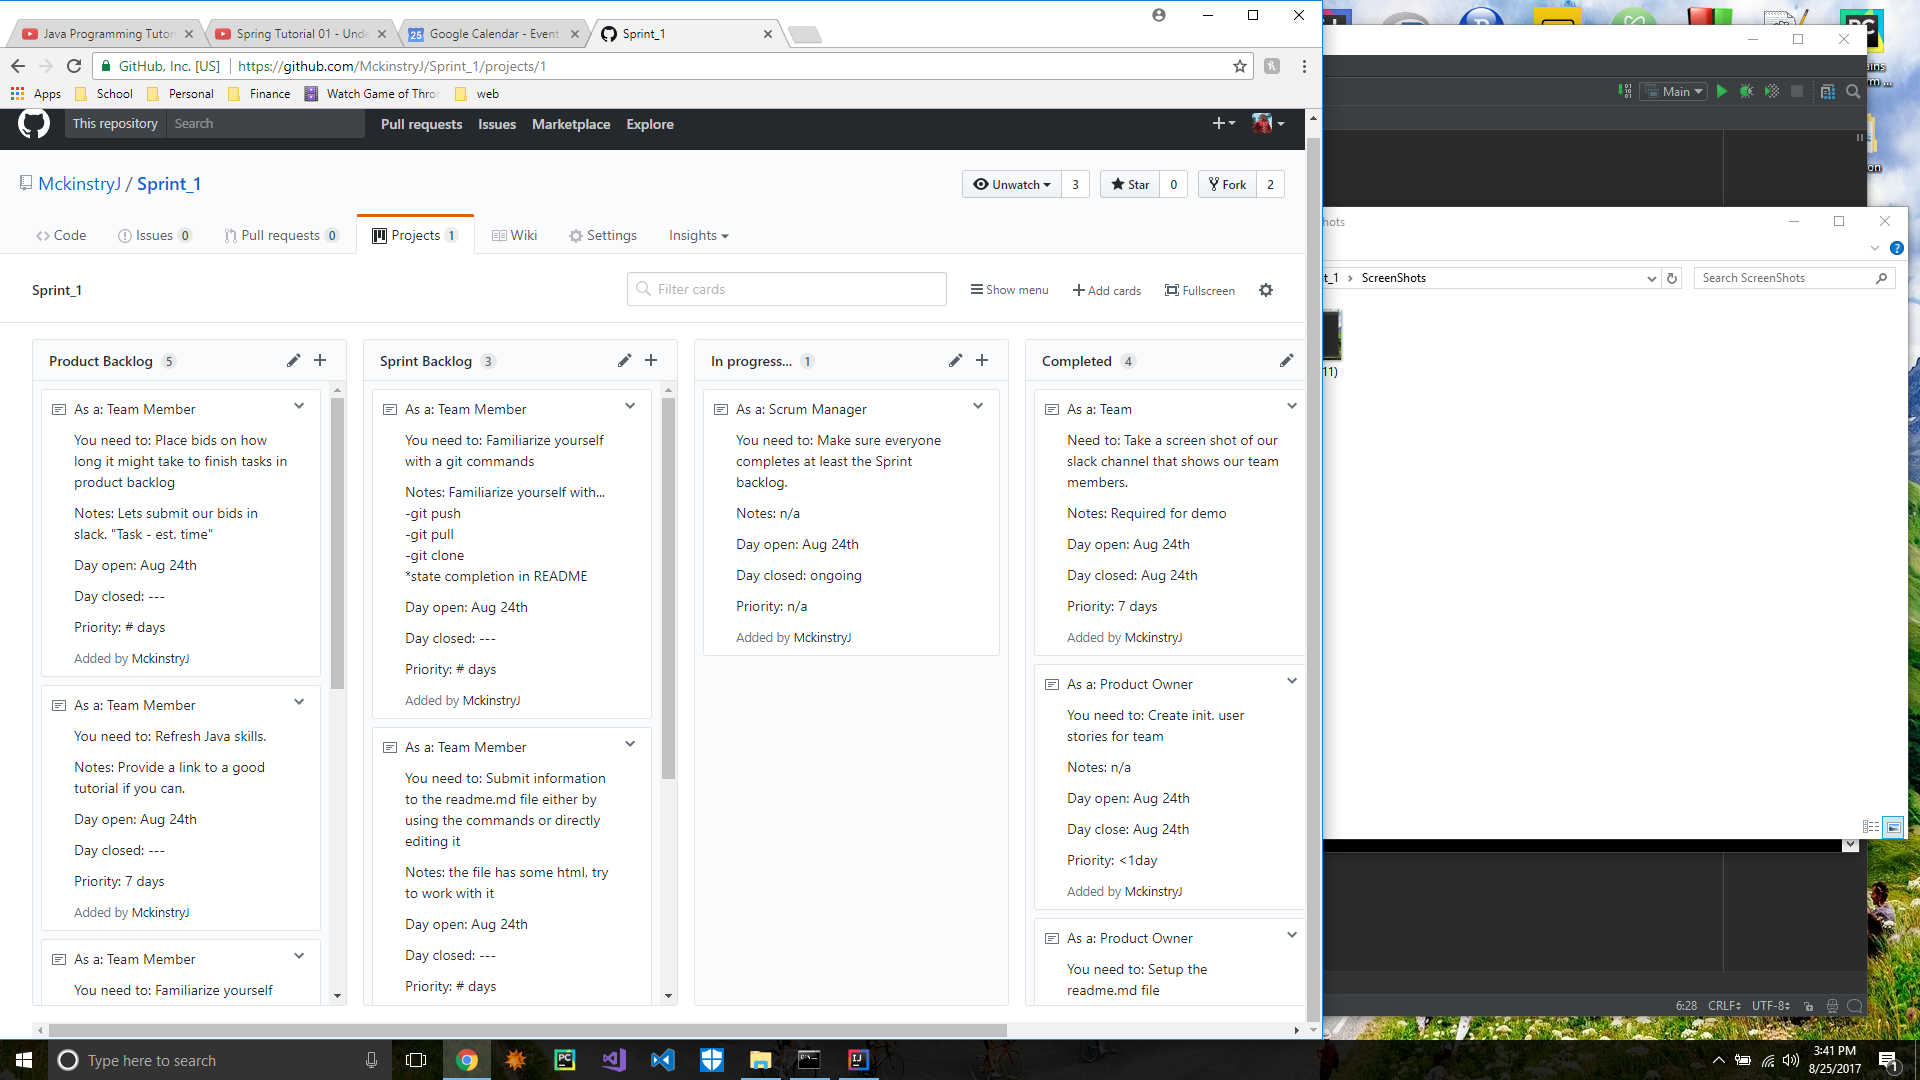 Java Programming Tutor
Spring Tutorial 01 - Unde
Google Calendar - Event
Sprint_1
GitHub, Inc. [US]
https://github.com/MckinstryJ/Sprint_1/projects/1
Apps
School
Personal
Finance
Watch Game of Thro
web
This repository
Search
Pull requests
Issues
Marketplace
Explore
MckinstryJ / Sprint_1
Unwatch 3
Star 0
Fork 2
Code
Issues 0
Pull requests 0
Projects 1
Wiki
Settings
Insights
Sprint_1
Filter cards
Show menu
Add cards
Fullscreen
Product Backlog 5
As a: Team Member
You need to: Place bids on how
long it might take to finish tasks in
product backlog
Notes: Lets submit our bids in
slack. "Task - est. time"
Day open: Aug 24th
Day closed: ---
Priority: # days
Added by MckinstryJ
As a: Team Member
You need to: Refresh Java skills.
Notes: Provide a link to a good
tutorial if you can.
Day open: Aug 24th
Day closed: ---
Priority: 7 days
Added by MckinstryJ
As a: Team Member
You need to: Familiarize yourself
Sprint Backlog 3
As a: Team Member
You need to: Familiarize yourself
with a git commands
Notes: Familiarize yourself with...
-git push
-git pull
-git clone
*state completion in README
Day open: Aug 24th
Day closed: ---
Priority: # days
Added by MckinstryJ
As a: Team Member
You need to: Submit information
to the readme.md file either by
using the commands or directly
editing it
Notes: the file has some html, try
to work with it
Day open: Aug 24th
Day closed: ---
Priority: # days
In progress... 1
As a: Scrum Manager
You need to: Make sure everyone
completes at least the Sprint
backlog.
Notes: n/a
Day open: Aug 24th
Day closed: ongoing
Priority: n/a
Added by MckinstryJ
Completed 4
As a: Team
Need to: Take a screen shot of our
slack channel that shows our team
members.
Notes: Required for demo
Day open: Aug 24th
Day closed: Aug 24th
Priority: 7 days
Added by MckinstryJ
As a: Product Owner
You need to: Create init. user
stories for team
Notes: n/a
Day open: Aug 24th
Day close: Aug 24th
Priority: <1day
Added by MckinstryJ
As a: Product Owner
You need to: Setup the
readme.md file
Main
hots
t_1 › ScreenShots
Search ScreenShots
11)
6:28 CRLF UTF-8
Type here to search
3:41 PM
8/25/2017